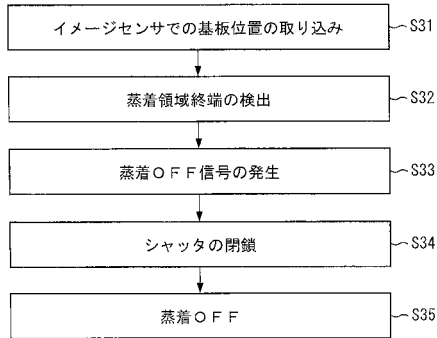 イメージセンサでの基板位置の取り込み S31
蒸着領域終端の検出 S32
蒸着OFF信号の発生 S33
シャッタの閉鎖 S34
蒸着OFF S35